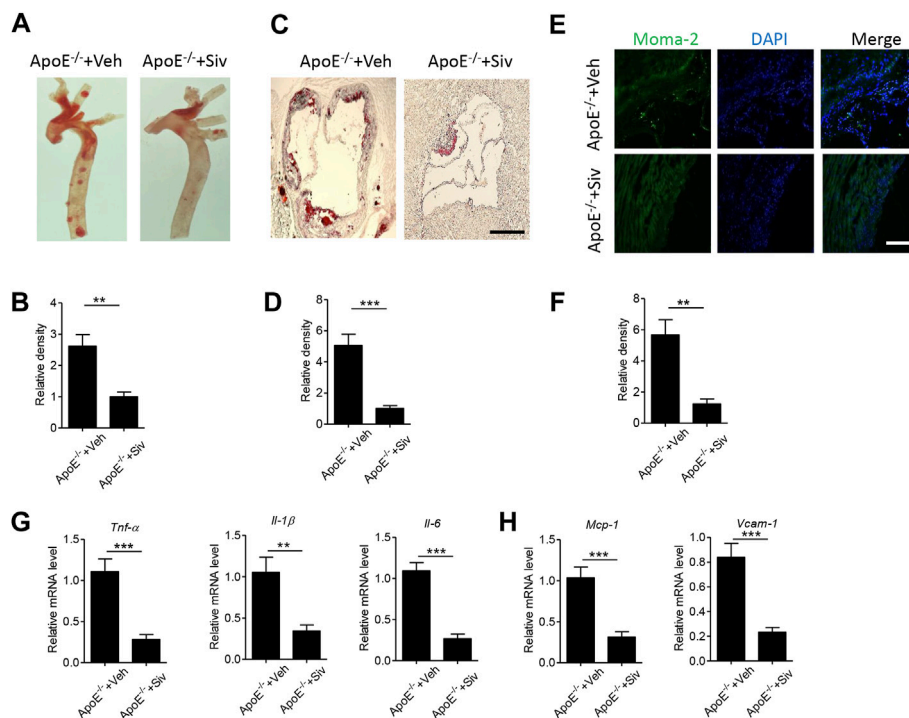 A
ApoE⁻/⁻+Veh ApoE⁻/⁻+Siv
C
ApoE⁻/⁻+Veh ApoE⁻/⁻+Siv
E
Moma-2 DAPI Merge
ApoE⁻/⁻+Veh
ApoE⁻/⁻+Siv
B
**
Relative density
4
3
2
1
0
ApoE⁻/⁻+Veh
ApoE⁻/⁻+Siv
D
***
Relative density
8
6
4
2
0
ApoE⁻/⁻+Veh
ApoE⁻/⁻+Siv
F
**
Relative density
8
6
4
2
0
ApoE⁻/⁻+Veh
ApoE⁻/⁻+Siv
G
Tnf-α
***
Relative mRNA level
1.5
1.0
0.5
0.0
ApoE⁻/⁻+Veh
ApoE⁻/⁻+Siv
Il-1β
**
Relative mRNA level
1.5
1.0
0.5
0.0
ApoE⁻/⁻+Veh
ApoE⁻/⁻+Siv
Il-6
***
Relative mRNA level
1.5
1.0
0.5
0.0
ApoE⁻/⁻+Veh
ApoE⁻/⁻+Siv
H
Mcp-1
***
Relative mRNA level
1.5
1.0
0.5
0.0
ApoE⁻/⁻+Veh
ApoE⁻/⁻+Siv
Vcam-1
***
Relative mRNA level
1.0
0.8
0.6
0.4
0.2
0.0
ApoE⁻/⁻+Veh
ApoE⁻/⁻+Siv